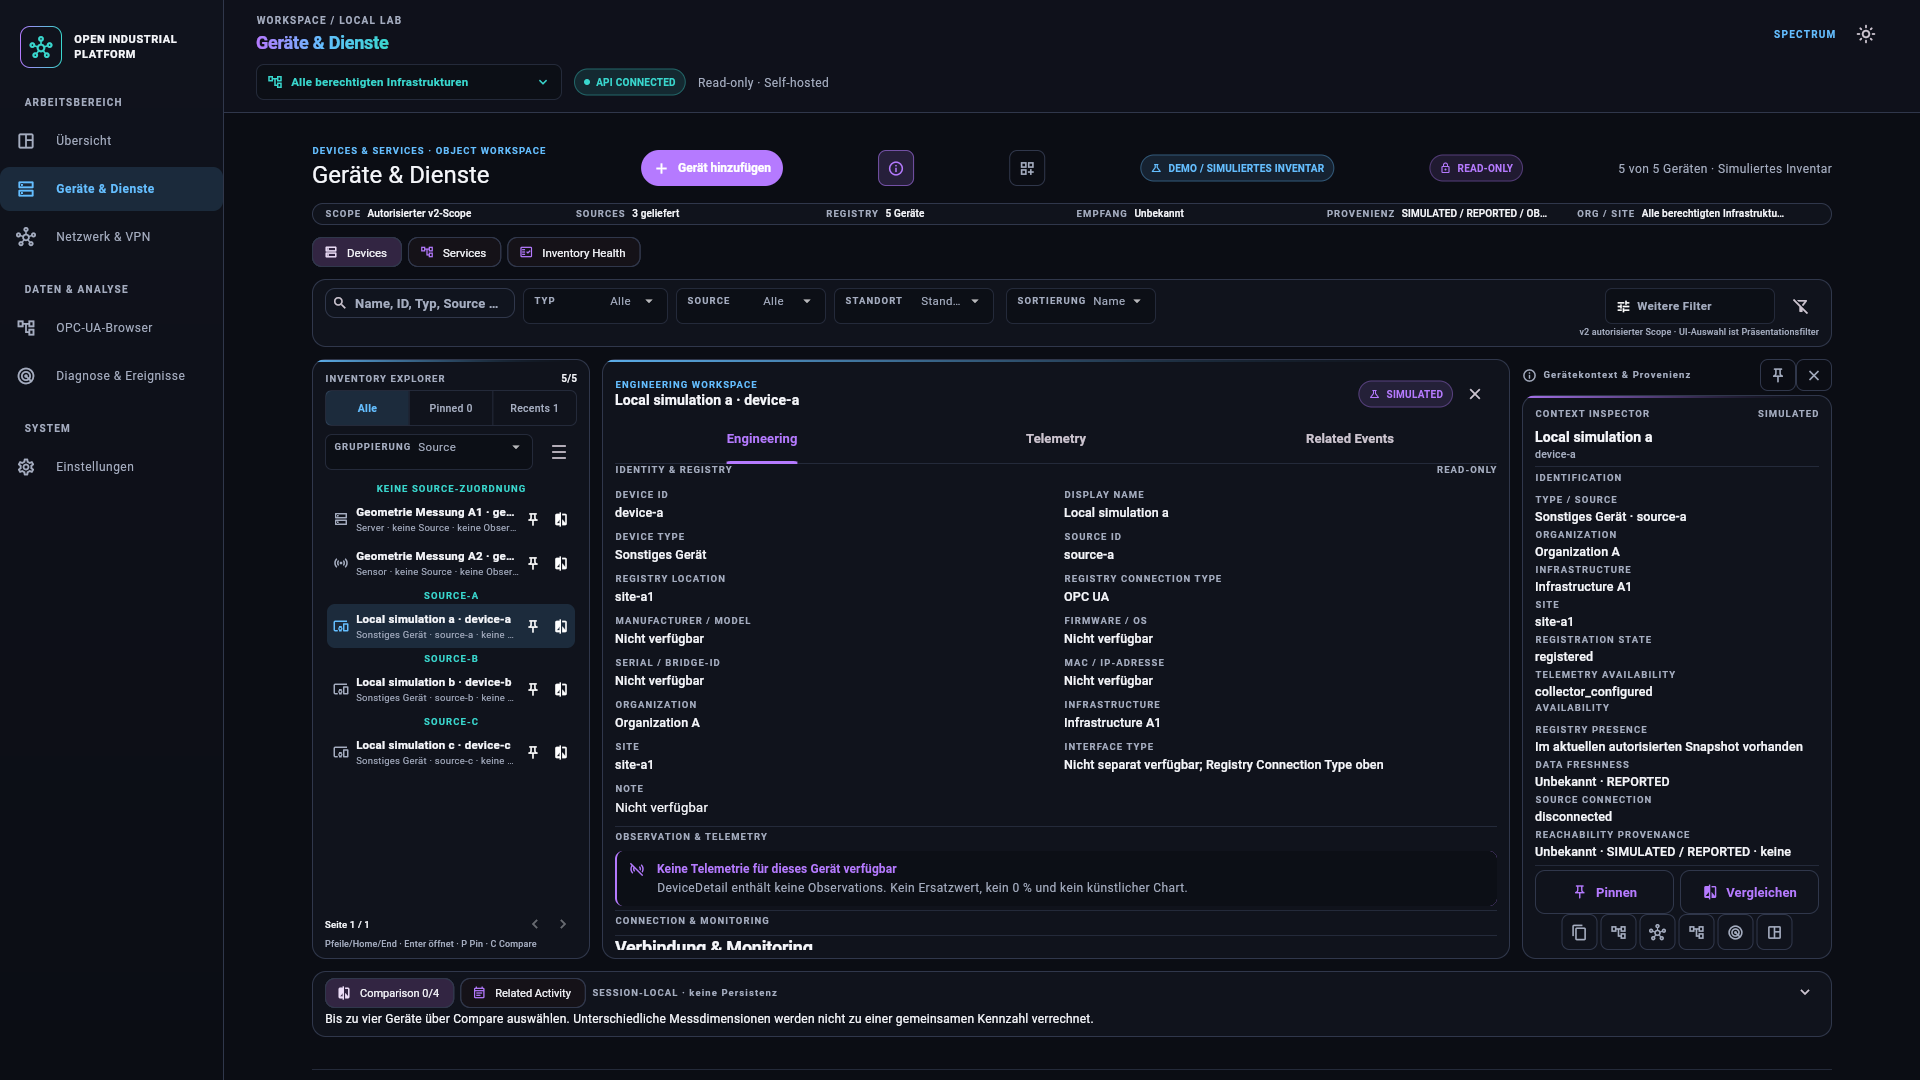 OPEN INDUSTRIAL
PLATFORM
ARBEITSBEREICH
Übersicht
Geräte & Dienste
Netzwerk & VPN
DATEN & ANALYSE
OPC-UA-Browser
Diagnose & Ereignisse
SYSTEM
Einstellungen
WORKSPACE / LOCAL LAB
Geräte & Dienste
SPECTRUM
Alle berechtigten Infrastrukturen
API CONNECTED
Read-only · Self-hosted
DEVICES & SERVICES · OBJECT WORKSPACE
Geräte & Dienste
Gerät hinzufügen
DEMO / SIMULIERTES INVENTAR
READ-ONLY
5 von 5 Geräten · Simuliertes Inventar
SCOPE Autorisierter v2-Scope
SOURCES 3 geliefert
REGISTRY 5 Geräte
EMPFANG Unbekannt
PROVENIENZ SIMULATED / REPORTED / OB...
ORG / SITE Alle berechtigten Infrastruktu...
Devices
Services
Inventory Health
Name, ID, Typ, Source ...
TYP Alle
SOURCE Alle
STANDORT Stand...
SORTIERUNG Name
Weitere Filter
v2 autorisierter Scope · UI-Auswahl ist Präsentationsfilter
INVENTORY EXPLORER 5/5
Alle
Pinned 0
Recents 1
GRUPPIERUNG Source
KEINE SOURCE-ZUORDNUNG
Geometrie Messung A1 · ge...
Server · keine Source · keine Obser...
Geometrie Messung A2 · ge...
Sensor · keine Source · keine Obser...
SOURCE-A
Local simulation a · device-a
Sonstiges Gerät · source-a · keine ...
SOURCE-B
Local simulation b · device-b
Sonstiges Gerät · source-b · keine ...
SOURCE-C
Local simulation c · device-c
Sonstiges Gerät · source-c · keine ...
Seite 1 / 1
Pfeile/Home/End · Enter öffnet · P Pin · C Compare
ENGINEERING WORKSPACE
Local simulation a · device-a
SIMULATED
Engineering
Telemetry
Related Events
IDENTITY & REGISTRY
READ-ONLY
DEVICE ID
device-a
DISPLAY NAME
Local simulation a
DEVICE TYPE
Sonstiges Gerät
SOURCE ID
source-a
REGISTRY LOCATION
site-a1
REGISTRY CONNECTION TYPE
OPC UA
MANUFACTURER / MODEL
Nicht verfügbar
FIRMWARE / OS
Nicht verfügbar
SERIAL / BRIDGE-ID
Nicht verfügbar
MAC / IP-ADRESSE
Nicht verfügbar
ORGANIZATION
Organization A
INFRASTRUCTURE
Infrastructure A1
SITE
site-a1
INTERFACE TYPE
Nicht separat verfügbar; Registry Connection Type oben
NOTE
Nicht verfügbar
OBSERVATION & TELEMETRY
Keine Telemetrie für dieses Gerät verfügbar
DeviceDetail enthält keine Observations. Kein Ersatzwert, kein 0 % und kein künstlicher Chart.
CONNECTION & MONITORING
Verbindung & Monitoring
Gerätekontext & Provenienz
CONTEXT INSPECTOR
SIMULATED
Local simulation a
device-a
IDENTIFICATION
TYPE / SOURCE
Sonstiges Gerät · source-a
ORGANIZATION
Organization A
INFRASTRUCTURE
Infrastructure A1
SITE
site-a1
REGISTRATION STATE
registered
TELEMETRY AVAILABILITY
collector_configured
AVAILABILITY
REGISTRY PRESENCE
Im aktuellen autorisierten Snapshot vorhanden
DATA FRESHNESS
Unbekannt · REPORTED
SOURCE CONNECTION
disconnected
REACHABILITY PROVENANCE
Unbekannt · SIMULATED / REPORTED · keine
Pinnen
Vergleichen
Comparison 0/4
Related Activity
SESSION-LOCAL · keine Persistenz
Bis zu vier Geräte über Compare auswählen. Unterschiedliche Messdimensionen werden nicht zu einer gemeinsamen Kennzahl verrechnet.